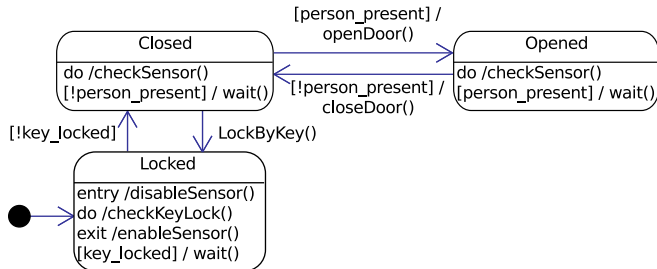 [person_present] /
openDoor()
Closed
Opened
do /checkSensor()
[!person_present] / wait()
do /checkSensor()
[person_present] / wait()
[!person_present] /
closeDoor()
[!key_locked]
LockByKey()
Locked
entry /disableSensor()
do /checkKeyLock()
exit /enableSensor()
[key_locked] / wait()